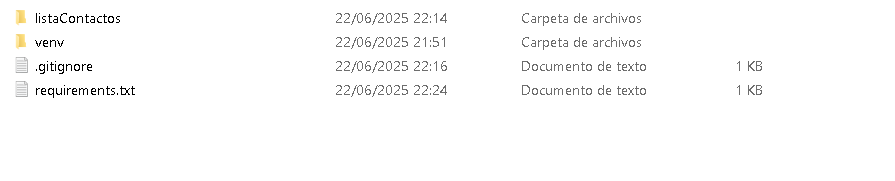 listaContactos 22/06/2025 22:14 Carpeta de archivos
venv 22/06/2025 21:51 Carpeta de archivos
.gitignore 22/06/2025 22:16 Documento de texto 1 KB
requirements.txt 22/06/2025 22:24 Documento de texto 1 KB